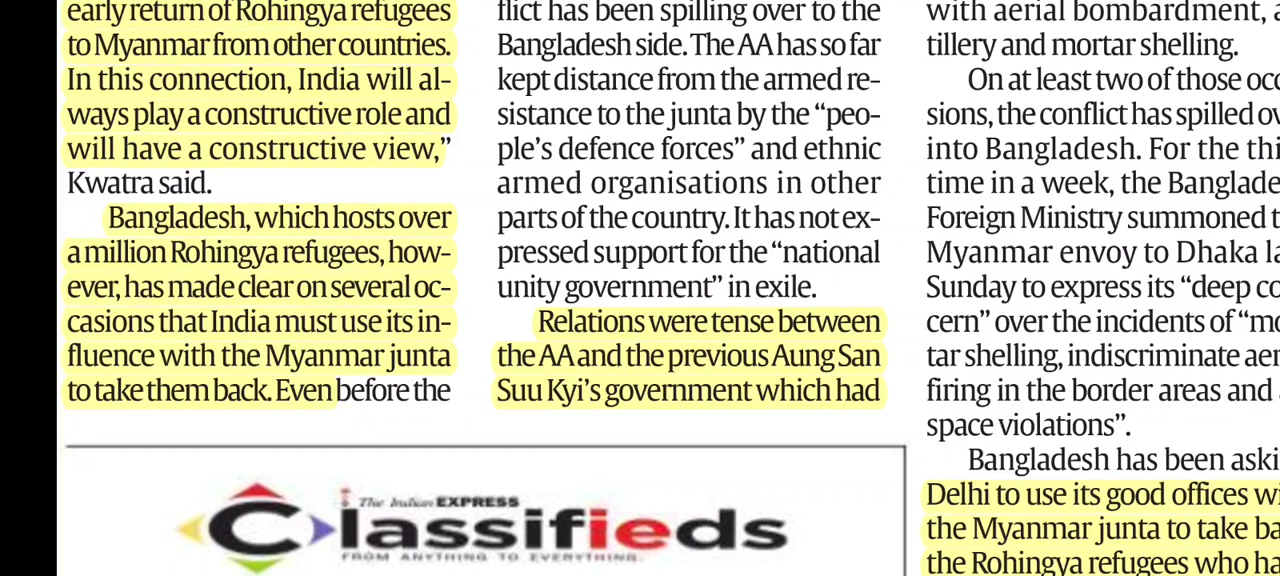 early return of Rohingya refugees
to Myanmar from other countries.
In this connection, India will al-
ways play a constructive role and
will have a constructive view,”
Kwatra said.
Bangladesh, which hosts over
a million Rohingya refugees, how-
ever, has made clear on several oc-
casions that India must use its in-
fluence with the Myanmar junta
to take them back. Even before the
flict has been spilling over to the
Bangladesh side. The AA has so far
kept distance from the armed re-
sistance to the junta by the “peo-
ple’s defence forces” and ethnic
armed organisations in other
parts of the country. It has not ex-
pressed support for the “national
unity government” in exile.
Relations were tense between
the AA and the previous Aung San
Suu Kyi’s government which had
with aerial bombardment,
tillery and mortar shelling.
On at least two of those
sions, the conflict has spilled
into Bangladesh. For the
time in a week, the
Foreign Ministry summoned
Myanmar envoy to Dhaka
Sunday to express its “deep
cern” over the incidents of
tar shelling, indiscriminate
firing in the border areas and
space violations”.
Bangladesh has been
Delhi to use its good offices
the Myanmar junta to take
the Rohingya refugees who
The Indian EXPRESS
Classifieds
FROM ANYTHING TO EVERYTHING.